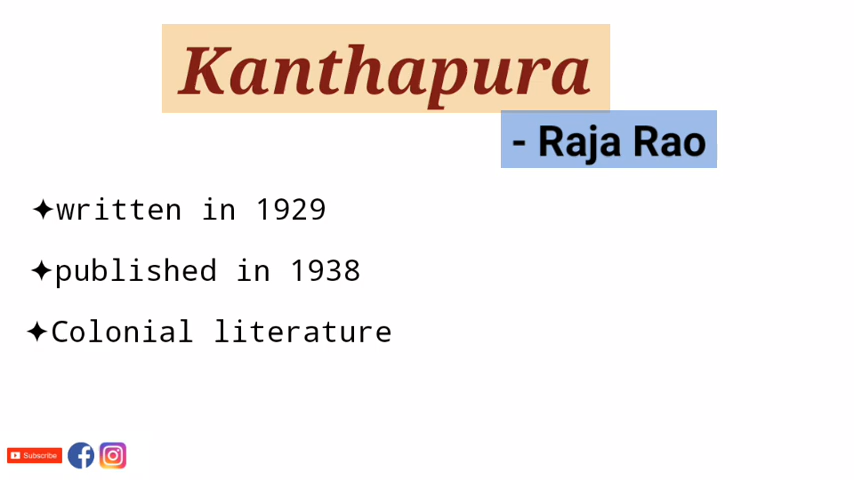 Kanthapura
- Raja Rao
✦written in 1929
✦published in 1938
✦Colonial literature
Subscribe